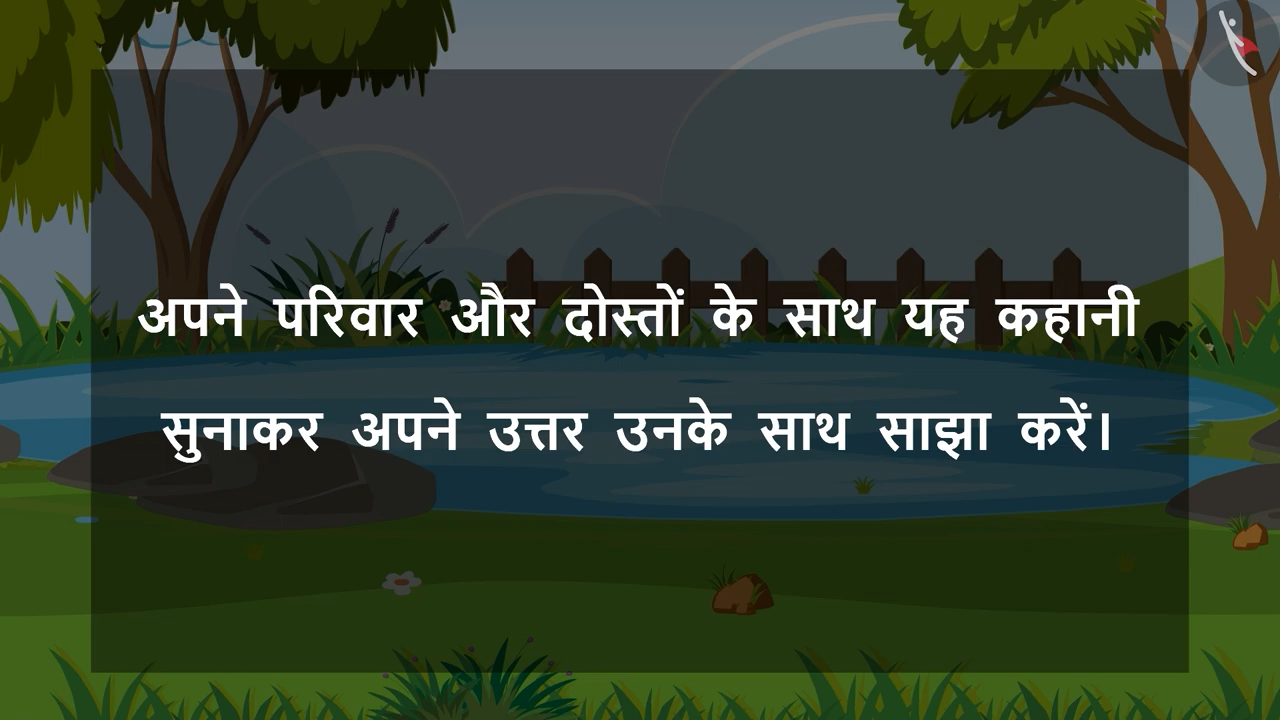 अपने परिवार और दोस्तों के साथ यह कहानी
सुनाकर अपने उत्तर उनके साथ साझा करें।